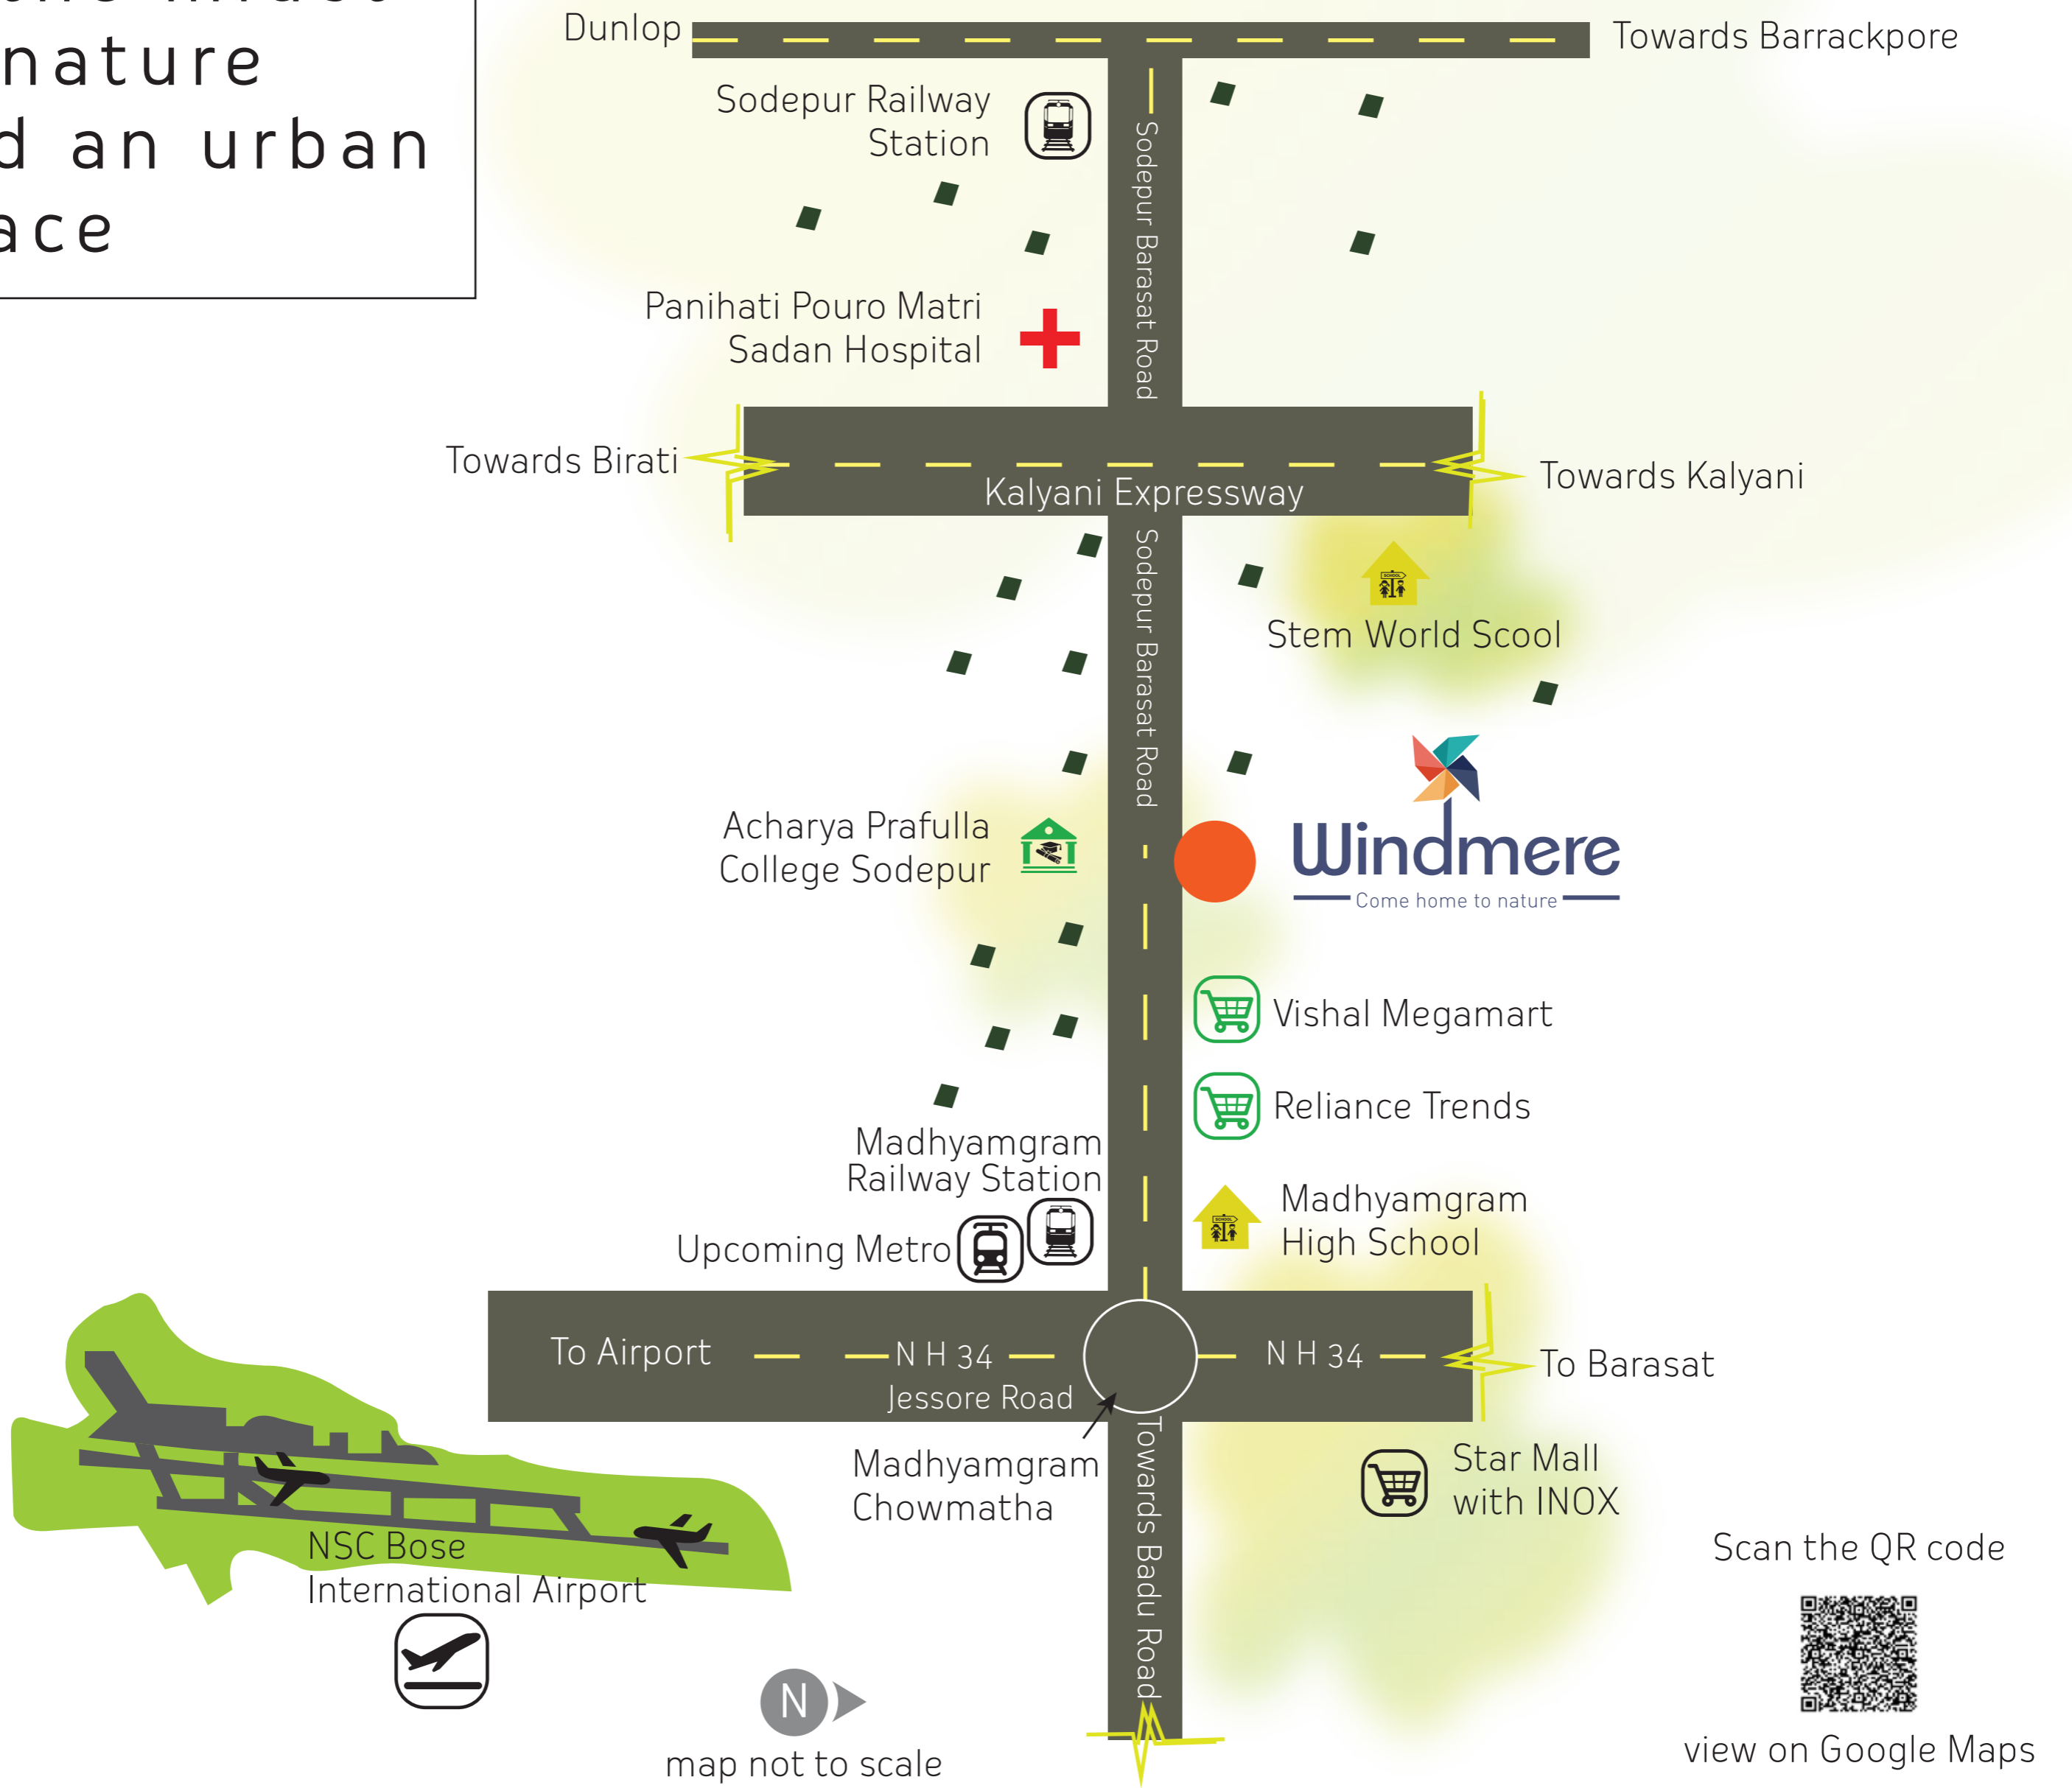 nature
an urban
Dunlop
Towards Barrackpore
Sodepur Railway
Station
Sodepur Barasat Road
Panihati Pouro Matri
Sadan Hospital
Towards Birati
Kalyani Expressway
Towards Kalyani
Sodepur Barasat Road
SCHOOL
Stem World Scool
Windmere
Come home to nature
Acharya Prafulla
College Sodepur
Vishal Megamart
Reliance Trends
Madhyamgram
Railway Station
SCHOOL
Madhyamgram
High School
Upcoming Metro
To Airport
N H 34
N H 34
Jessore Road
To Barasat
Madhyamgram
Chowmatha
Towards Badu Road
Star Mall
with INOX
NSC Bose
International Airport
N
map not to scale
Scan the QR code
view on Google Maps